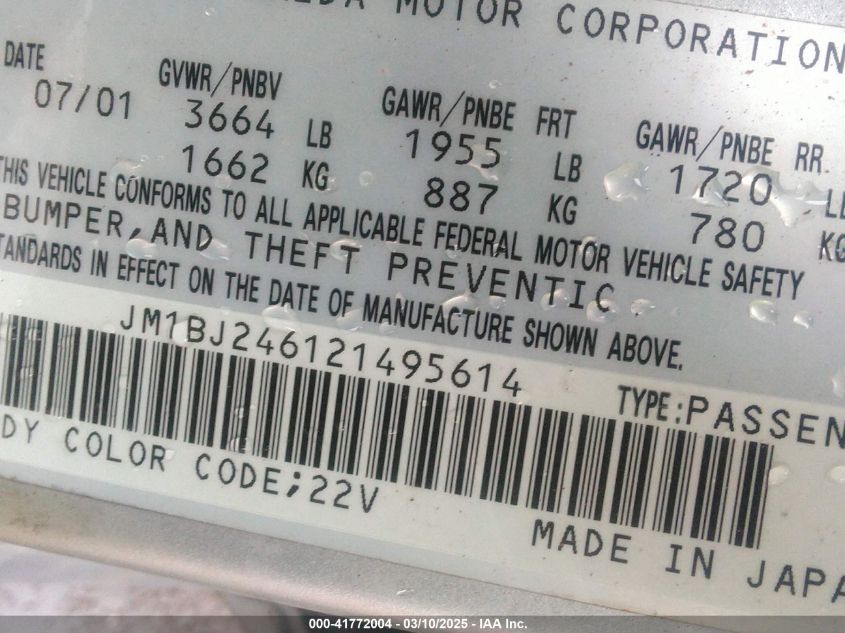 MOTOR CORPORATION
DATE GVWR/PNBV GAWR/PNBE FRT GAWR/PNBE RR.
07/01 3664 LB 1955 LB 1720 LB
1662 KG 887 KG 780 KG
THIS VEHICLE CONFORMS TO ALL APPLICABLE FEDERAL MOTOR VEHICLE SAFETY
BUMPER, AND THEFT PREVENTIC
TANDARDS IN EFFECT ON THE DATE OF MANUFACTURE SHOWN ABOVE.
JM1BJ246121495614 TYPE:PASSEN
DY COLOR CODE;22V
MADE IN JAPA
000-41772004 — 03/10/2025 — IAA Inc.